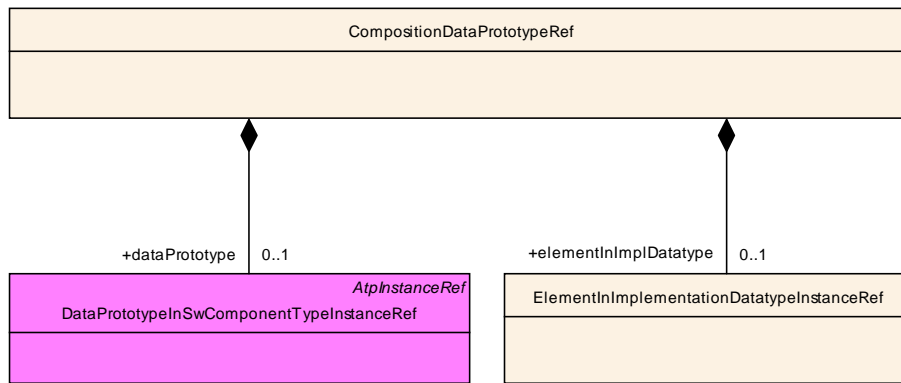 CompositionDataPrototypeRef
+dataPrototype 0..1
+elementInImplDatatype 0..1
AtpInstanceRef
DataPrototypeInSwComponentTypeInstanceRef
ElementInImplementationDatatypeInstanceRef